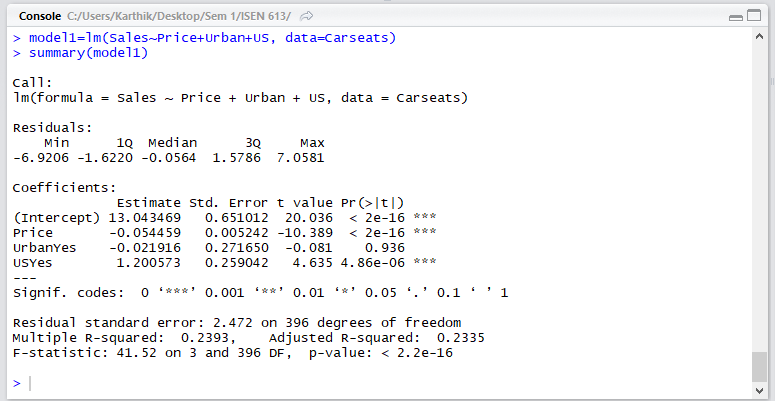 Console C:/Users/Karthik/Desktop/Sem 1/ISEN 613/
> model1=lm(Sales~Price+Urban+US, data=Carseats)
> summary(model1)
Call:
lm(formula = Sales ~ Price + Urban + US, data = Carseats)
Residuals:
    Min      1Q  Median      3Q     Max
-6.9206 -1.6220 -0.0564  1.5786  7.0581
Coefficients:
             Estimate Std. Error t value Pr(>|t|)
(Intercept) 13.043469   0.651012  20.036  < 2e-16 ***
Price       -0.054459   0.005242 -10.389  < 2e-16 ***
UrbanYes    -0.021916   0.271650  -0.081    0.936
USYes        1.200573   0.259042   4.635 4.86e-06 ***
---
Signif. codes:  0 ‘***’ 0.001 ‘**’ 0.01 ‘*’ 0.05 ‘.’ 0.1 ‘ ’ 1
Residual standard error: 2.472 on 396 degrees of freedom
Multiple R-squared:  0.2393,    Adjusted R-squared:  0.2335
F-statistic: 41.52 on 3 and 396 DF,  p-value: < 2.2e-16
>